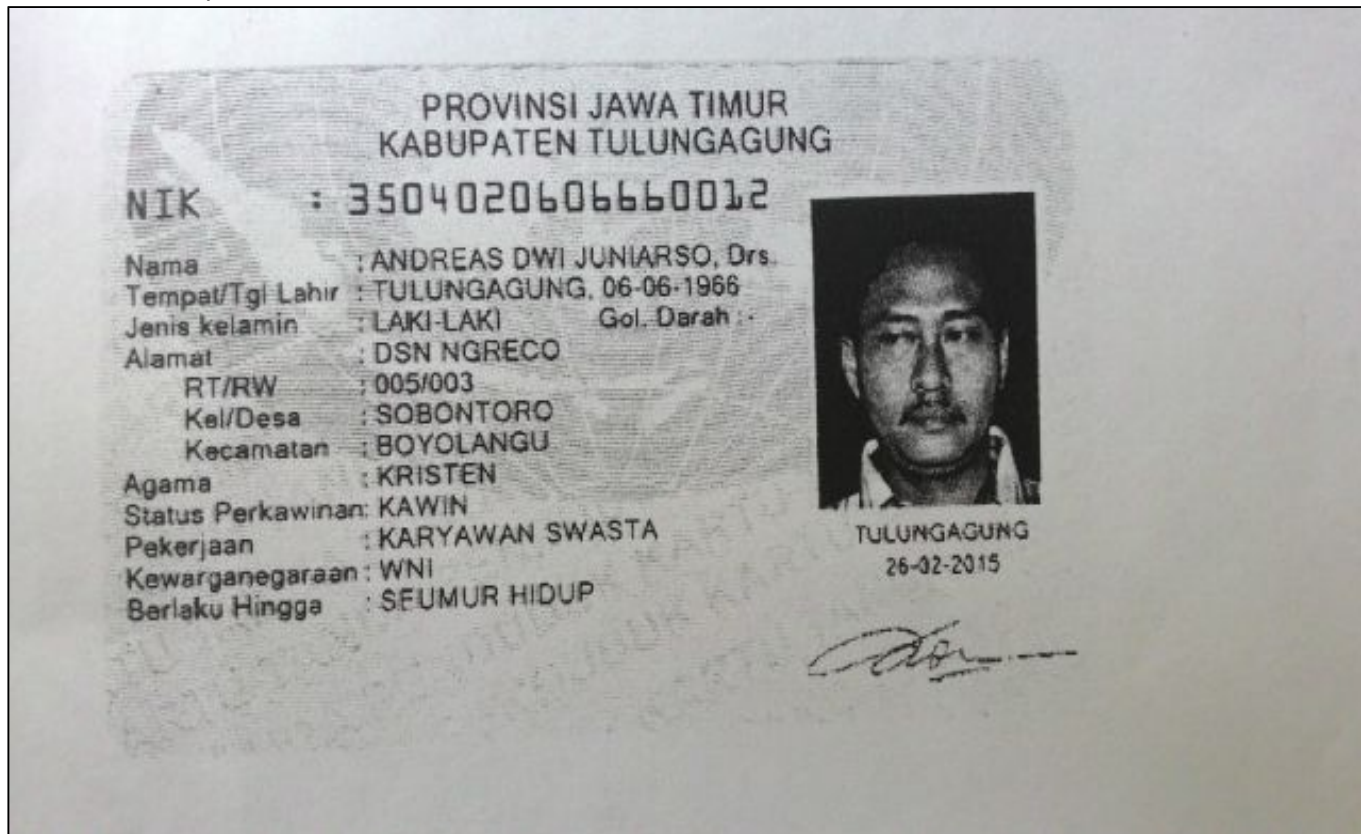 PROVINSI JAWA TIMUR
KABUPATEN TULUNGAGUNG
NIK : 3504020606660012
Nama : ANDREAS DWI JUNIARSO, Drs.
Tempat/Tgl Lahir : TULUNGAGUNG, 06-06-1966
Jenis kelamin : LAKI-LAKI Gol. Darah : -
Alamat : DSN NGRECO
RT/RW : 005/003
Kel/Desa : SOBONTORO
Kecamatan : BOYOLANGU
Agama : KRISTEN
Status Perkawinan: KAWIN
Pekerjaan : KARYAWAN SWASTA
Kewarganegaraan : WNI
Berlaku Hingga : SEUMUR HIDUP
TULUNGAGUNG
26-02-2015